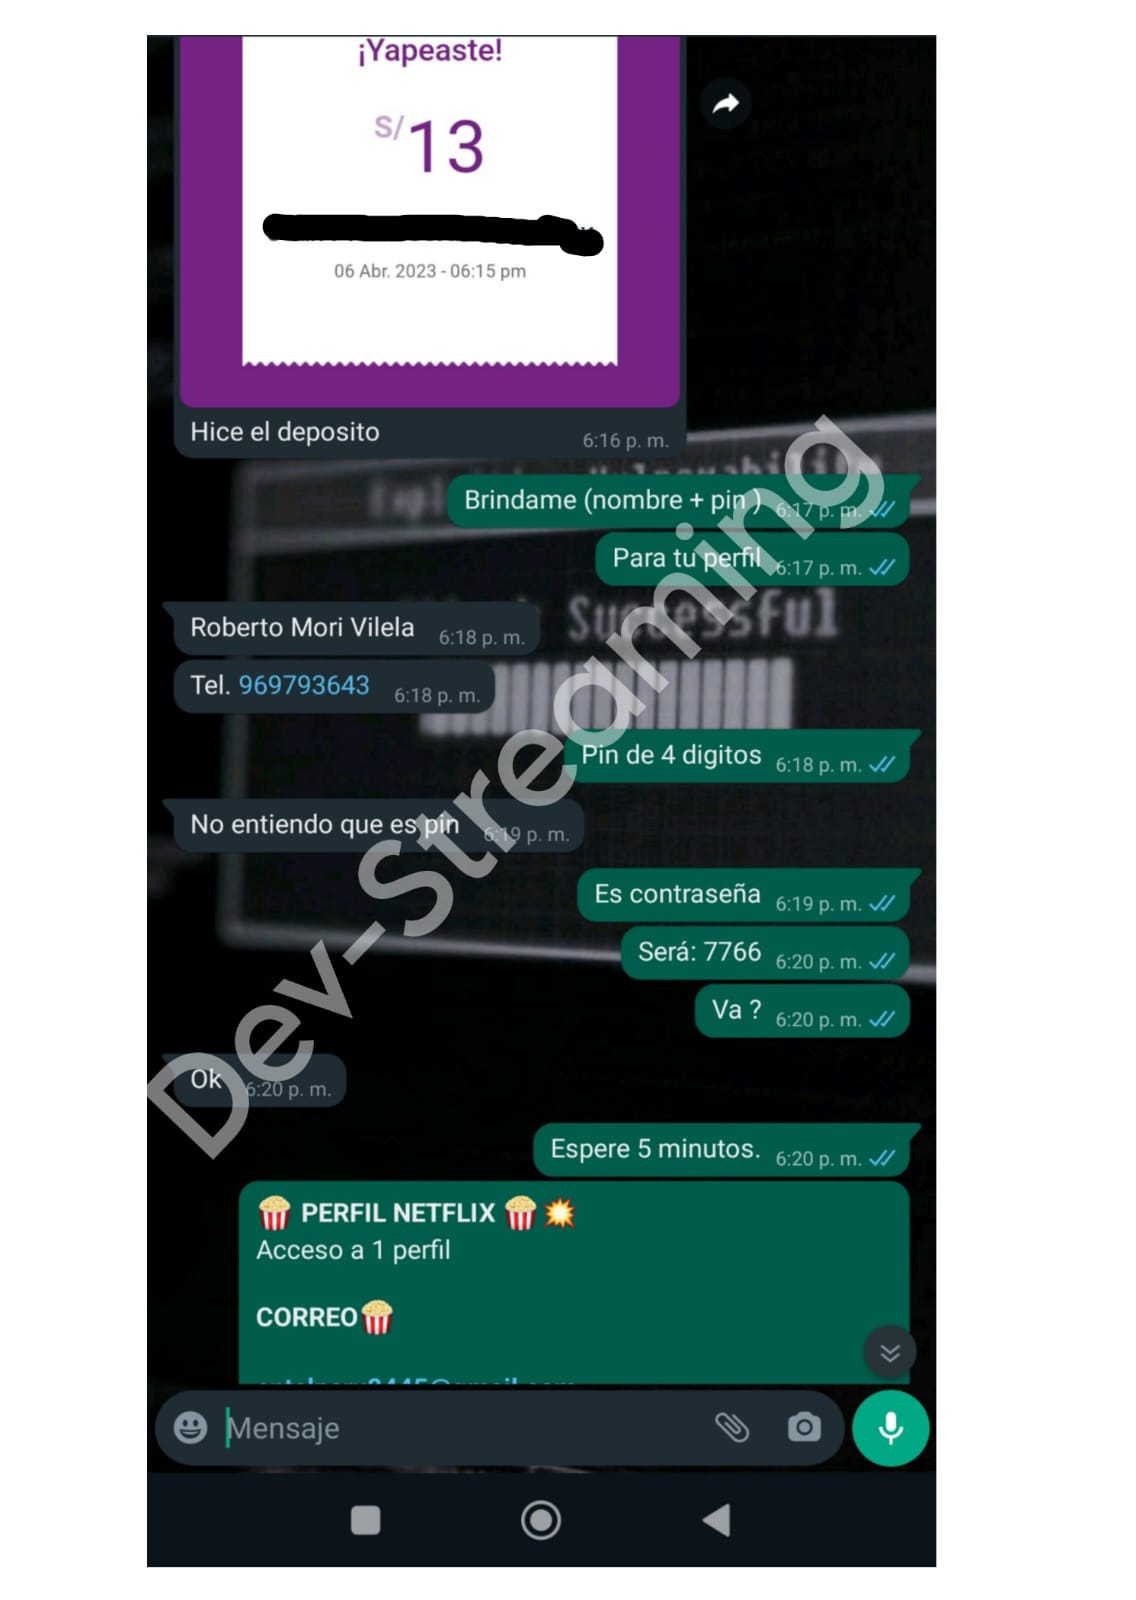 ¡Yapeaste!
S/13
06 Abr. 2023 - 06:15 pm
Hice el deposito
6:16 p. m.
Brindame (nombre + pin )
6:17 p. m.
Para tu perfil
6:17 p. m.
Successful
Roberto Mori Vilela
6:18 p. m.
Tel. 969793643
6:18 p. m.
Pin de 4 digitos
6:18 p. m.
No entiendo que es pin
6:19 p. m.
Es contraseña
6:19 p. m.
Será: 7766
6:20 p. m.
Va ?
6:20 p. m.
Ok
6:20 p. m.
Espere 5 minutos.
6:20 p. m.
PERFIL NETFLIX
Acceso a 1 perfil
CORREO
Mensaje
Dev-Streaming